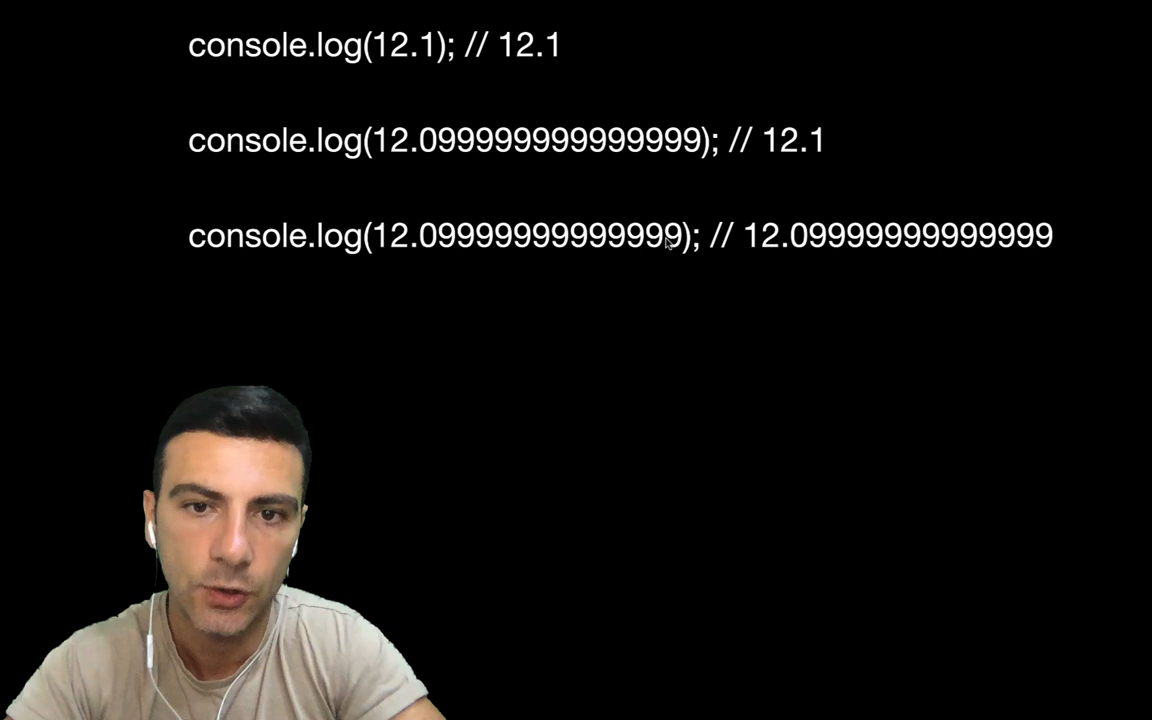 console.log(12.1); // 12.1
console.log(12.099999999999999); // 12.1
console.log(12.09999999999999); // 12.09999999999999